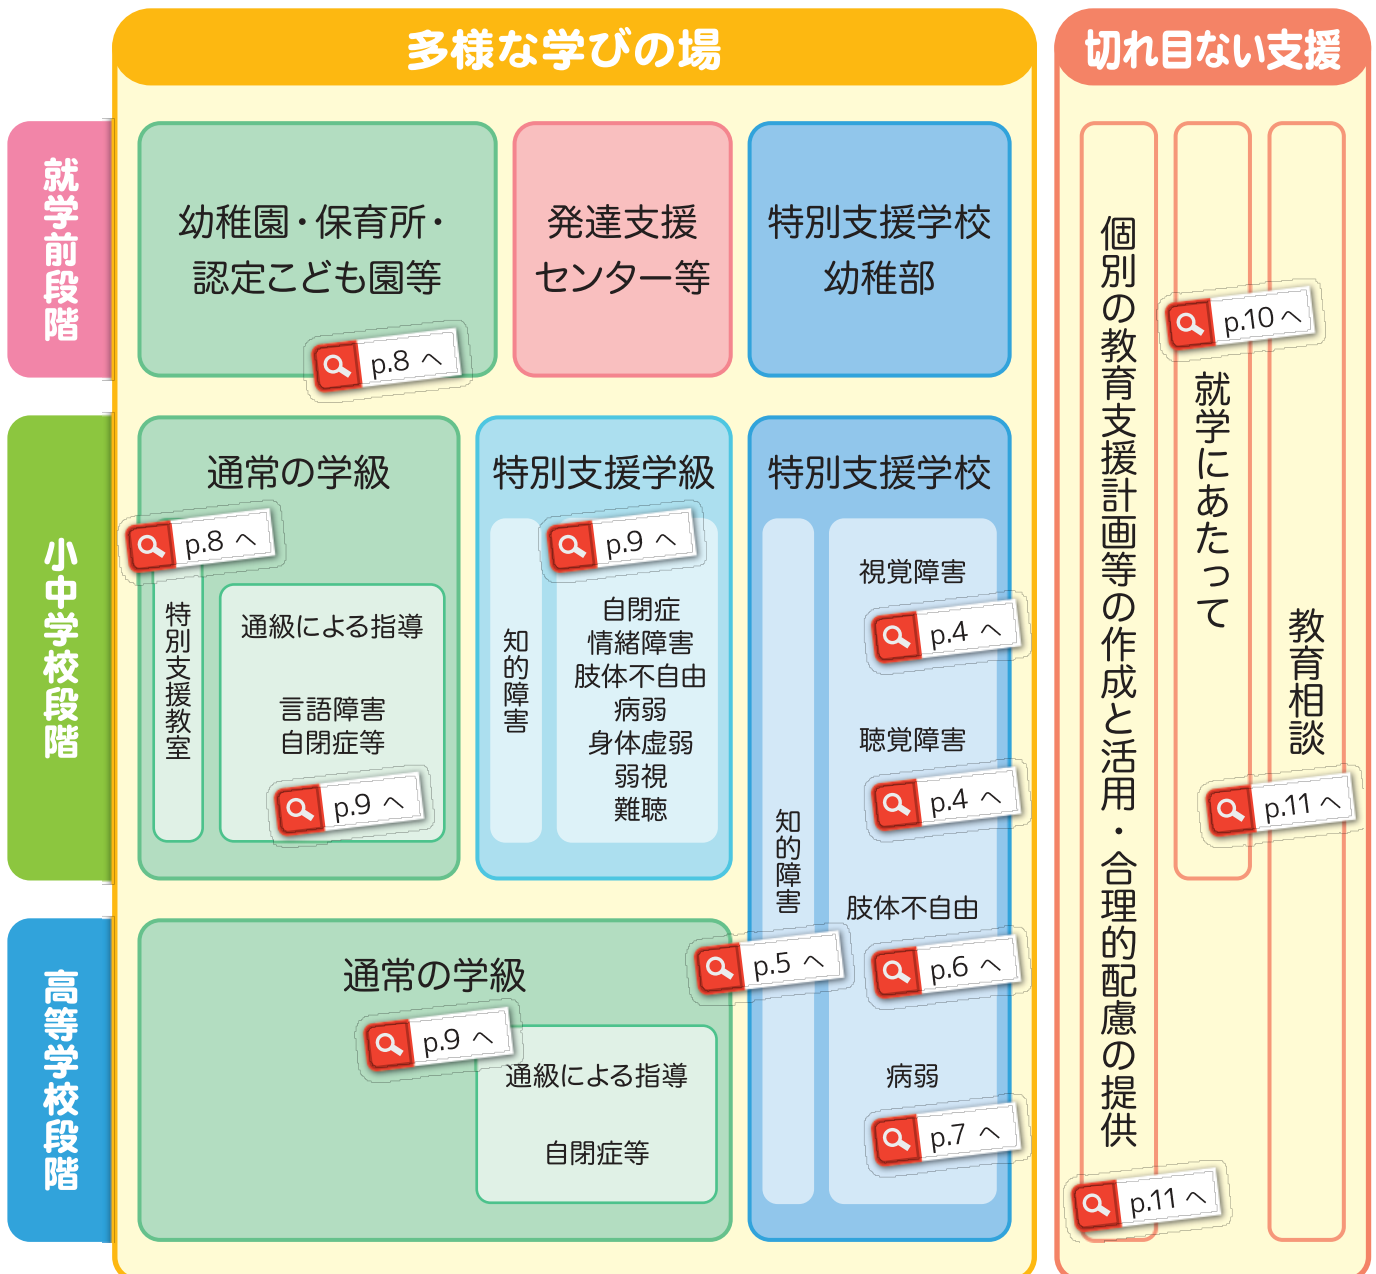 多様な学びの場
切れ目ない支援
就学前段階
幼稚園・保育所・
認定こども園等
p.8 へ
発達支援
センター等
特別支援学校
幼稚部
小中学校段階
通常の学級
p.8 へ
特別支援教室
通級による指導
言語障害
自閉症等
p.9 へ
特別支援学級
p.9 へ
知的障害
自閉症
情緒障害
肢体不自由
病弱
身体虚弱
弱視
難聴
特別支援学校
知的障害
p.5 へ
視覚障害
p.4 へ
聴覚障害
p.4 へ
肢体不自由
p.6 へ
病弱
p.7 へ
高等学校段階
通常の学級
p.9 へ
通級による指導
自閉症等
個別の教育支援計画等の作成と活用・合理的配慮の提供
p.11 へ
就学にあたって
p.10 へ
教育相談
p.11 へ